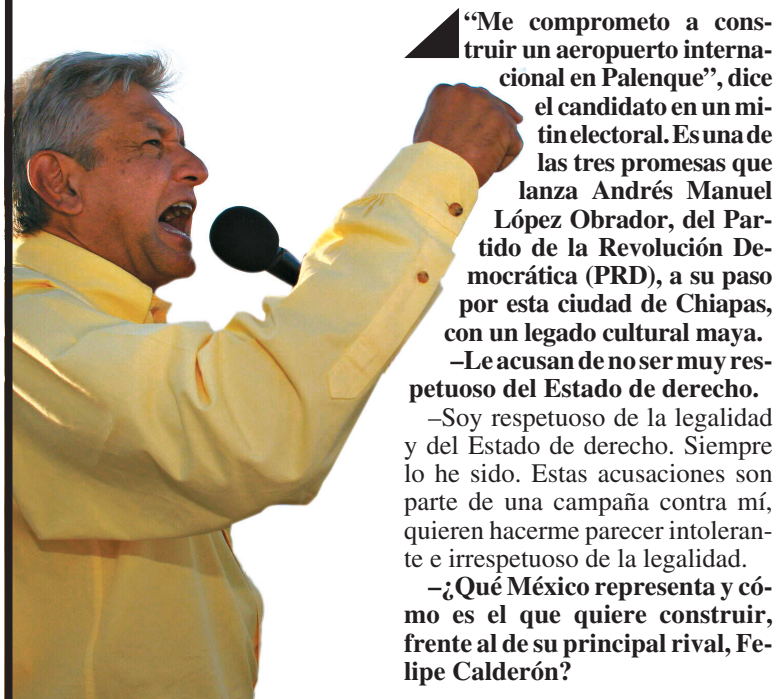 “Me comprometo a cons-
truir un aeropuerto interna-
cional en Palenque”, dice
el candidato en un mi-
tin electoral. Es una de
las tres promesas que
lanza Andrés Manuel
López Obrador, del Par-
tido de la Revolución De-
mocrática (PRD), a su paso
por esta ciudad de Chiapas,
con un legado cultural maya.
–Le acusan de no ser muy res-
petuoso del Estado de derecho.
–Soy respetuoso de la legalidad
y del Estado de derecho. Siempre
lo he sido. Estas acusaciones son
parte de una campaña contra mí,
quieren hacerme parecer intoleran-
te e irrespetuoso de la legalidad.
–¿Qué México representa y có-
mo es el que quiere construir,
frente al de su principal rival, Fe-
lipe Calderón?